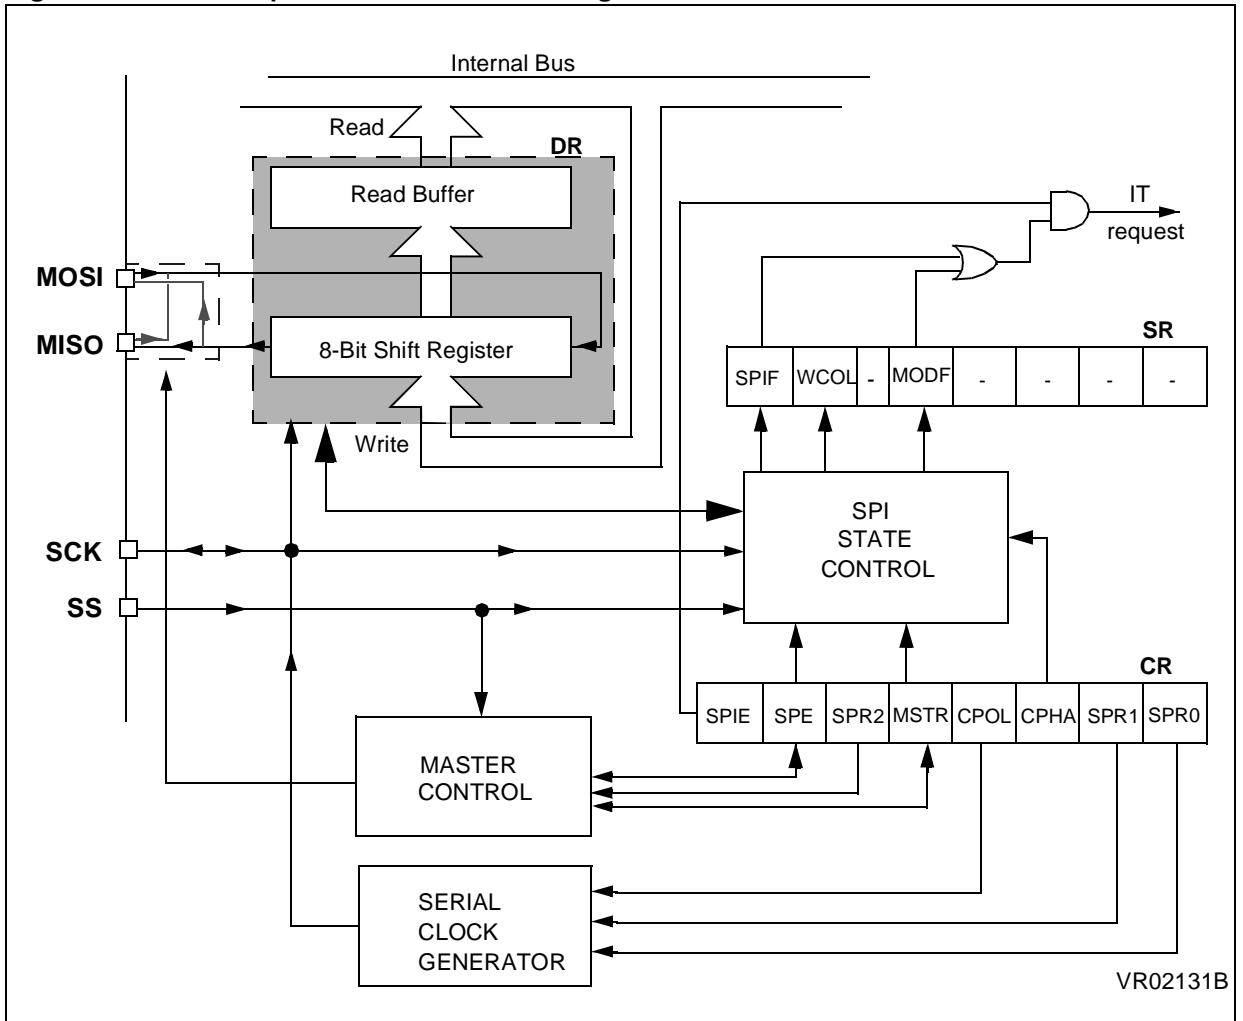 Internal Bus
Read
DR
Read Buffer
IT
request
MOSI
MISO
8-Bit Shift Register
SR
SPIF WCOL - MODF - - - -
Write
SPI
STATE
CONTROL
SCK
SS
CR
SPIE SPE SPR2 MSTR CPOL CPHA SPR1 SPR0
MASTER
CONTROL
SERIAL
CLOCK
GENERATOR
VR02131B